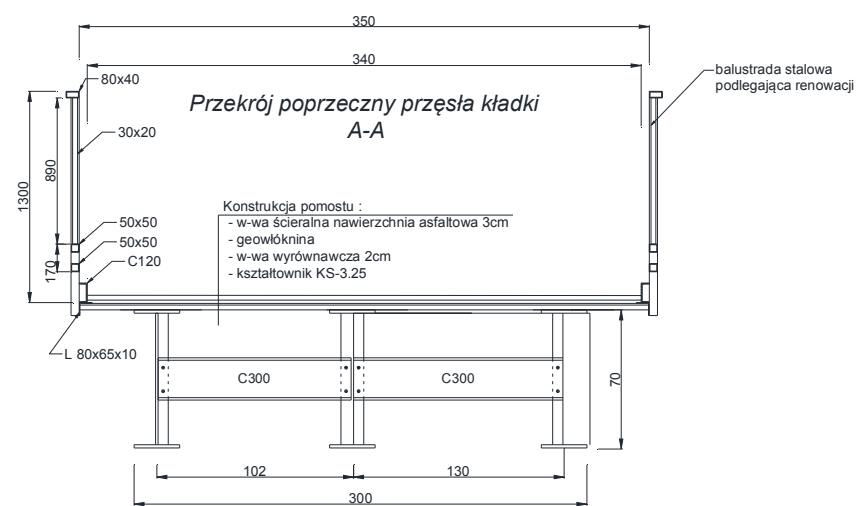 350
340
80x40
balustrada stalowa
podlegająca renowacji
Przekrój poprzeczny przęsła kładki
A-A
30x20
890
1300
Konstrukcja pomostu :
- w-wa ścieralna nawierzchnia asfaltowa 3cm
- geowłóknina
- w-wa wyrównawcza 2cm
- kształtownik KS-3.25
50x50
50x50
C120
170
L 80x65x10
C300
C300
70
102
130
300